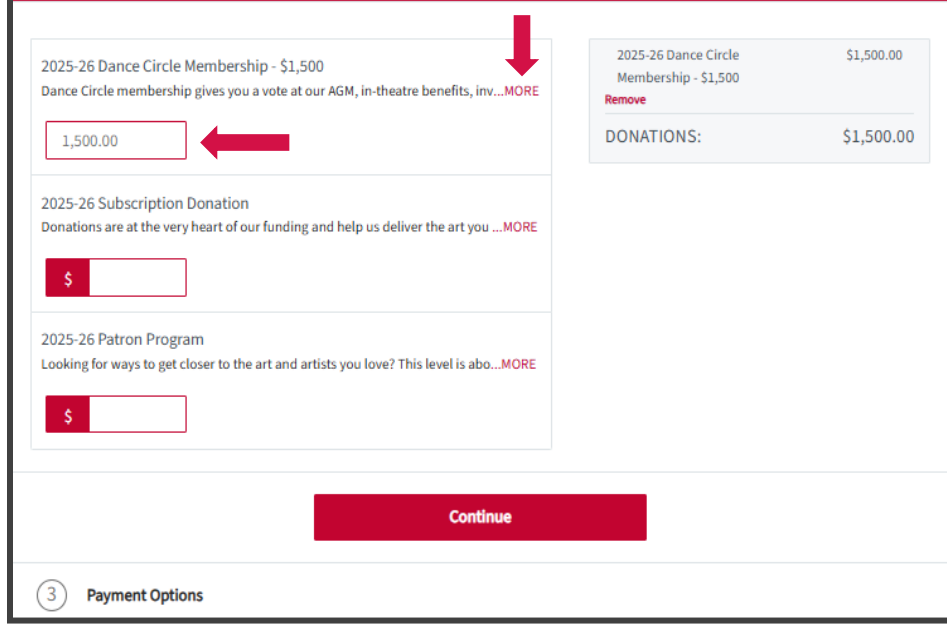 2025-26 Dance Circle Membership - $1,500
Dance Circle membership gives you a vote at our AGM, in-theatre benefits, inv...MORE
1,500.00
2025-26 Subscription Donation
Donations are at the very heart of our funding and help us deliver the art you ...MORE
$
2025-26 Patron Program
Looking for ways to get closer to the art and artists you love? This level is abo...MORE
$
2025-26 Dance Circle $1,500.00
Membership - $1,500
Remove
DONATIONS: $1,500.00
Continue
3 Payment Options